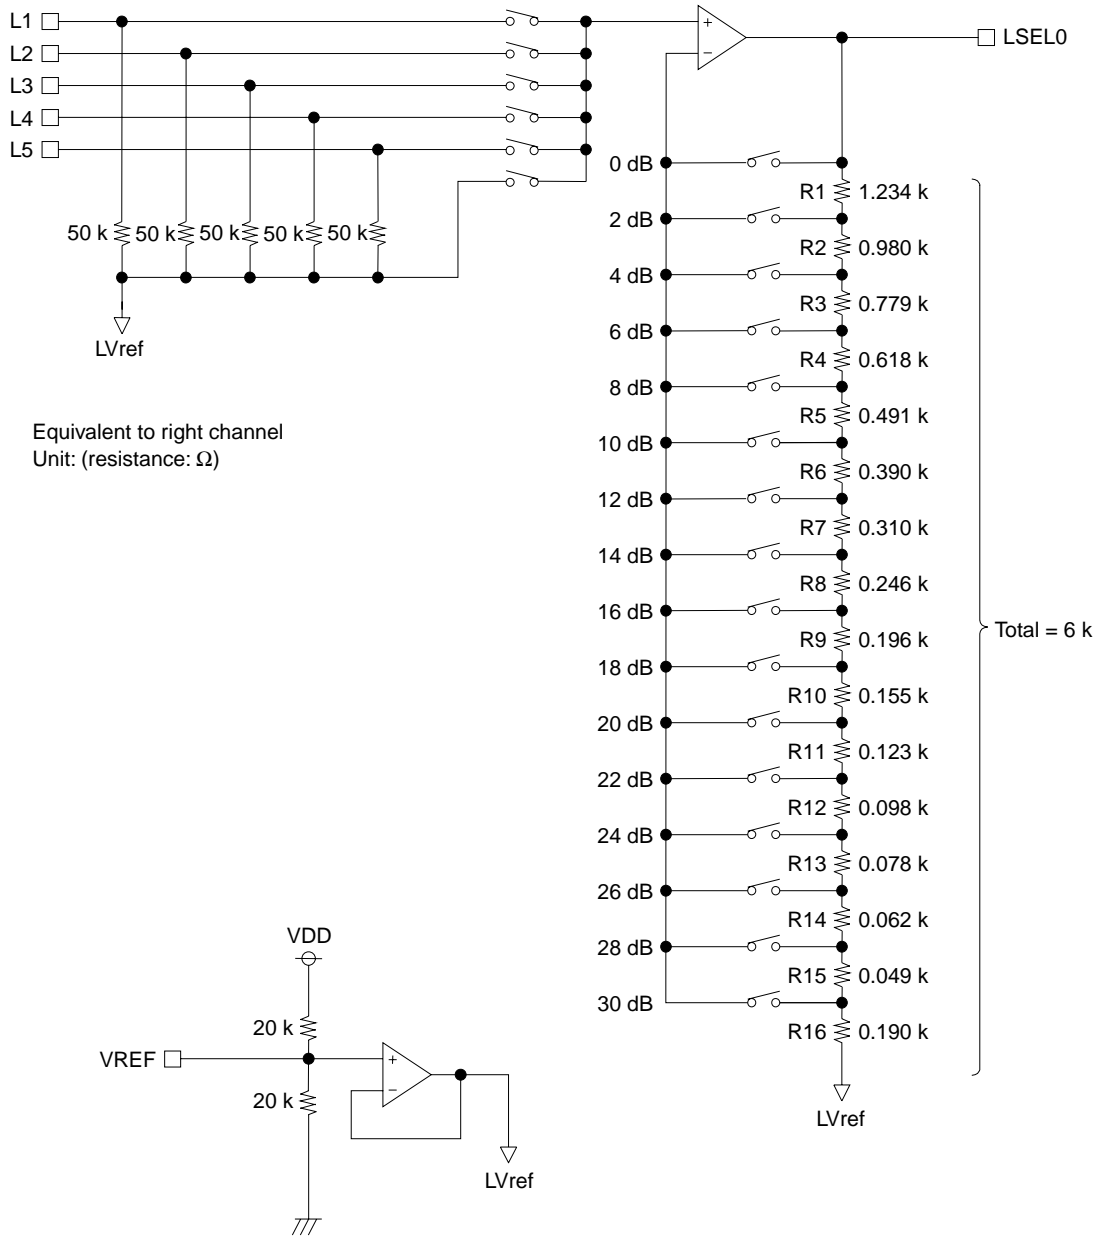 L1
L2
L3
L4
L5
50 k 50 k 50 k 50 k 50 k
LVref
Equivalent to right channel
Unit: (resistance: Ω)
+
−
LSEL0
0 dB
R1 1.234 k
2 dB
R2 0.980 k
4 dB
R3 0.779 k
6 dB
R4 0.618 k
8 dB
R5 0.491 k
10 dB
R6 0.390 k
12 dB
R7 0.310 k
14 dB
R8 0.246 k
16 dB
R9 0.196 k
Total = 6 k
18 dB
R10 0.155 k
20 dB
R11 0.123 k
22 dB
R12 0.098 k
24 dB
R13 0.078 k
26 dB
R14 0.062 k
28 dB
R15 0.049 k
30 dB
R16 0.190 k
LVref
VDD
20 k
VREF
+
−
20 k
LVref